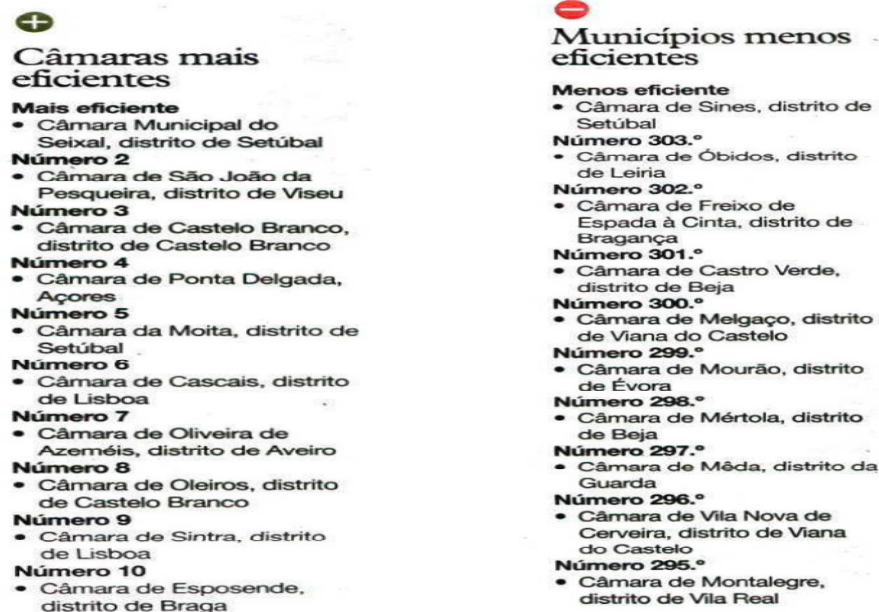 Câmaras mais
eficientes
Mais eficiente
• Câmara Municipal do
Seixal, distrito de Setúbal
Número 2
• Câmara de São João da
Pesqueira, distrito de Viseu
Número 3
• Câmara de Castelo Branco,
distrito de Castelo Branco
Número 4
• Câmara de Ponta Delgada,
Açores
Número 5
• Câmara da Moita, distrito de
Setúbal
Número 6
• Câmara de Cascais, distrito
de Lisboa
Número 7
• Câmara de Oliveira de
Azeméis, distrito de Aveiro
Número 8
• Câmara de Oleiros, distrito
de Castelo Branco
Número 9
• Câmara de Sintra, distrito
de Lisboa
Número 10
• Câmara de Esposende,
distrito de Braga
Municípios menos
eficientes
Menos eficiente
• Câmara de Sines, distrito de
Setúbal
Número 303.º
• Câmara de Óbidos, distrito
de Leiria
Número 302.º
• Câmara de Freixo de
Espada à Cinta, distrito de
Bragança
Número 301.º
• Câmara de Castro Verde,
distrito de Beja
Número 300.º
• Câmara de Melgaço, distrito
de Viana do Castelo
Número 299.º
• Câmara de Mourão, distrito
de Évora
Número 298.º
• Câmara de Mértola, distrito
de Beja
Número 297.º
• Câmara de Mêda, distrito da
Guarda
Número 296.º
• Câmara de Vila Nova de
Cerveira, distrito de Viana
do Castelo
Número 295.º
• Câmara de Montalegre,
distrito de Vila Real